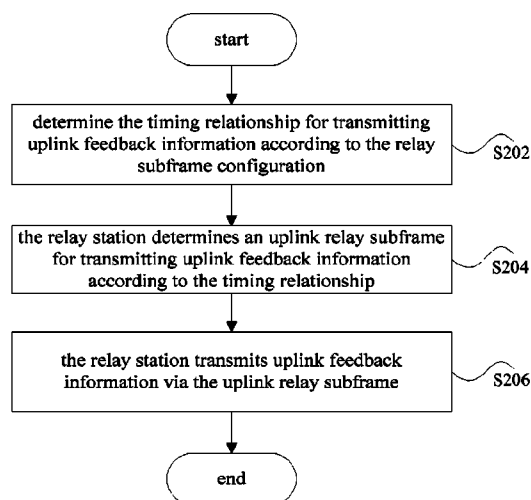 start
determine the timing relationship for transmitting
uplink feedback information according to the relay
subframe configuration
S202
the relay station determines an uplink relay subframe
for transmitting uplink feedback information
according to the timing relationship
S204
the relay station transmits uplink feedback
information via the uplink relay subframe
S206
end